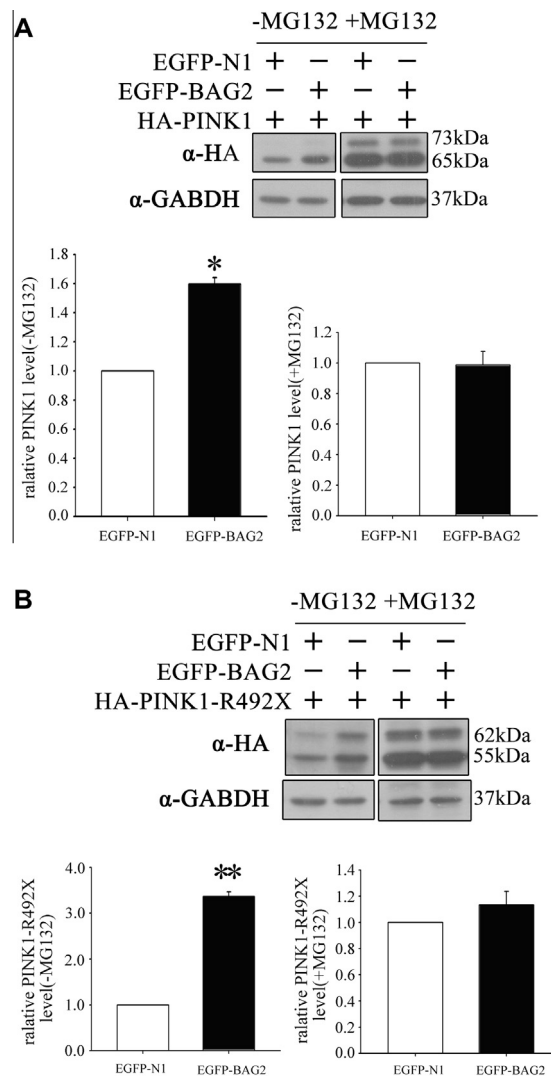 A
-MG132 +MG132
EGFP-N1 + − + −
EGFP-BAG2 − + − +
HA-PINK1 + + + +
α-HA 73kDa
65kDa
α-GABDH 37kDa
ralative PINK1 level(-MG132)
1.8
1.6
1.4
1.2
1.0
0.8
0.6
0.4
0.2
0.0
*
EGFP-N1 EGFP-BAG2
ralative PINK1 level(+MG132)
1.2
1.0
0.8
0.6
0.4
0.2
0.0
EGFP-N1 EGFP-BAG2
B
-MG132 +MG132
EGFP-N1 + − + −
EGFP-BAG2 − + − +
HA-PINK1-R492X + + + +
α-HA 62kDa
55kDa
α-GABDH 37kDa
ralative PINK1-R492X
level(-MG132)
4.0
3.0
1.0
0.0
**
EGFP-N1 EGFP-BAG2
ralative PINK1-R492X
level(+MG132)
1.4
1.2
1.0
0.8
0.6
0.4
0.2
0
EGFP-N1 EGFP-BAG2